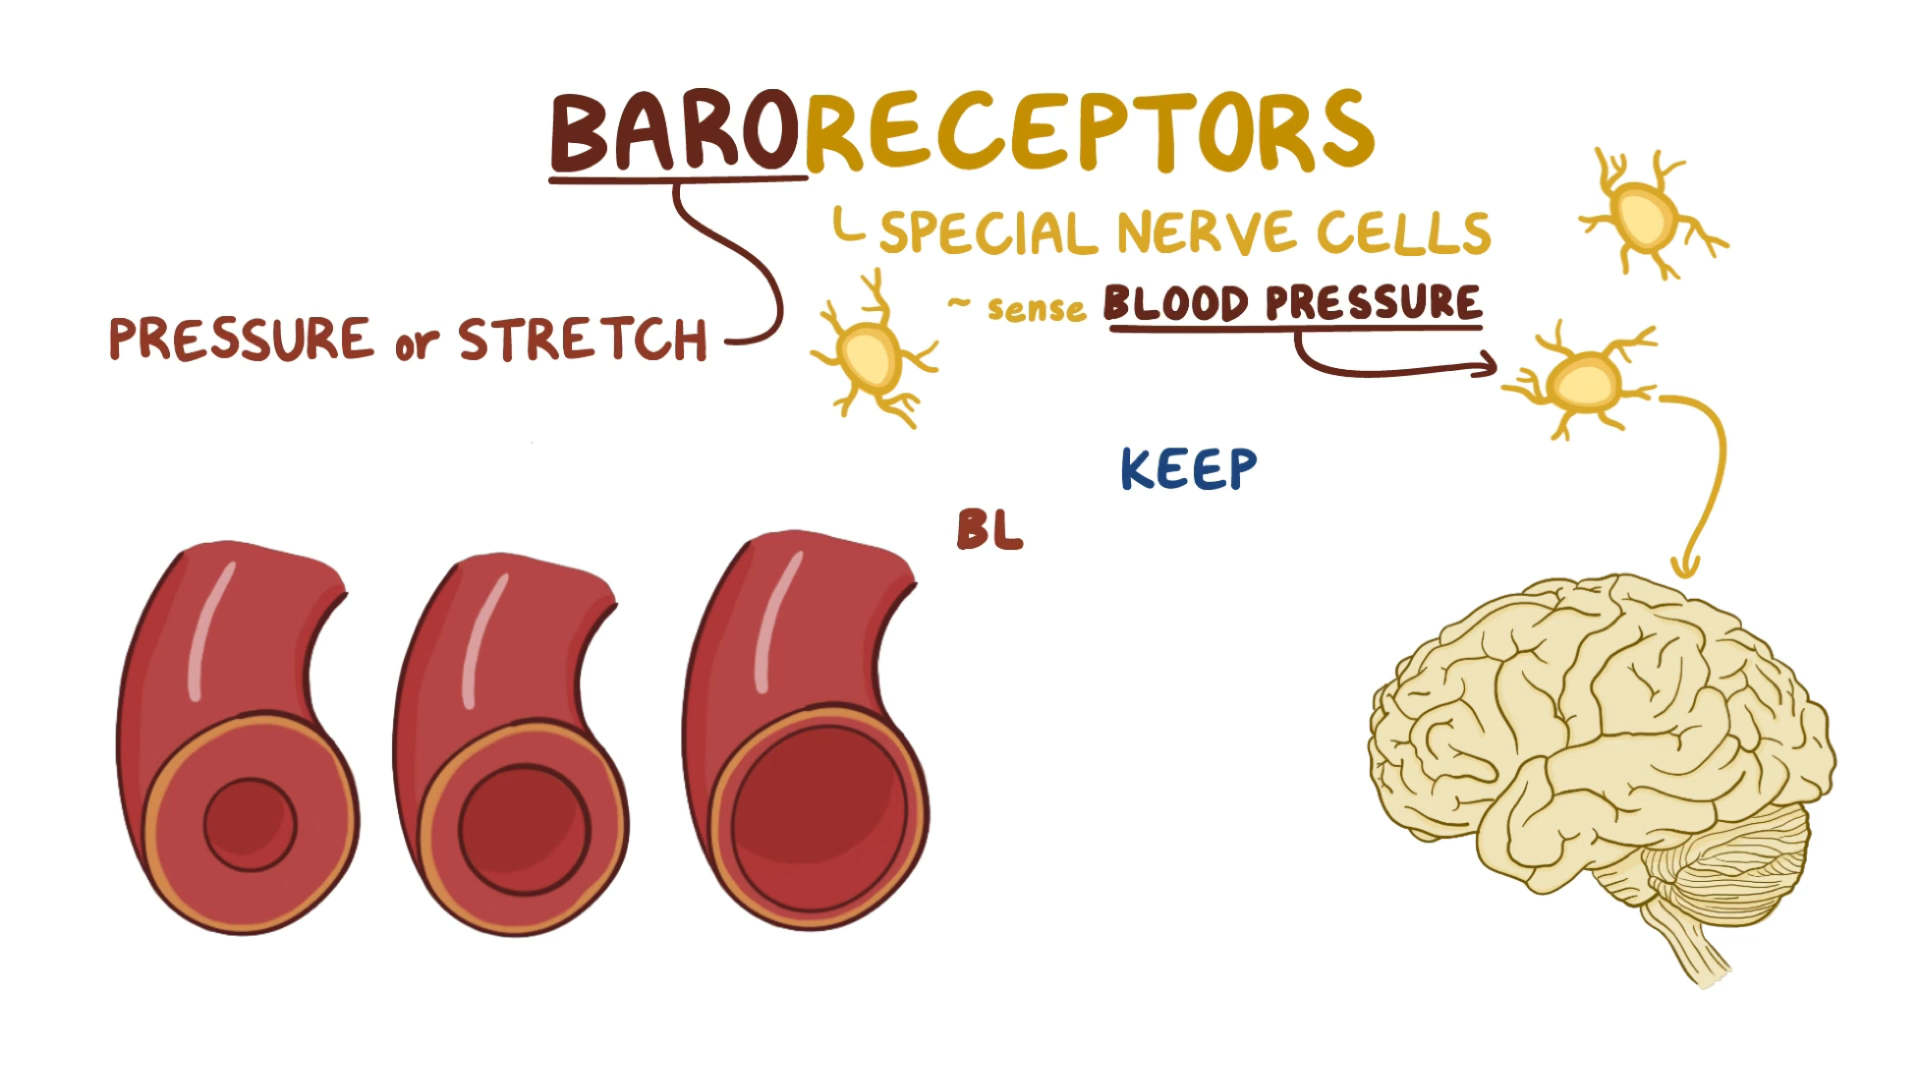 BARORECEPTORS
SPECIAL NERVE CELLS
~ sense BLOOD PRESSURE
PRESSURE or STRETCH
KEEP
BL